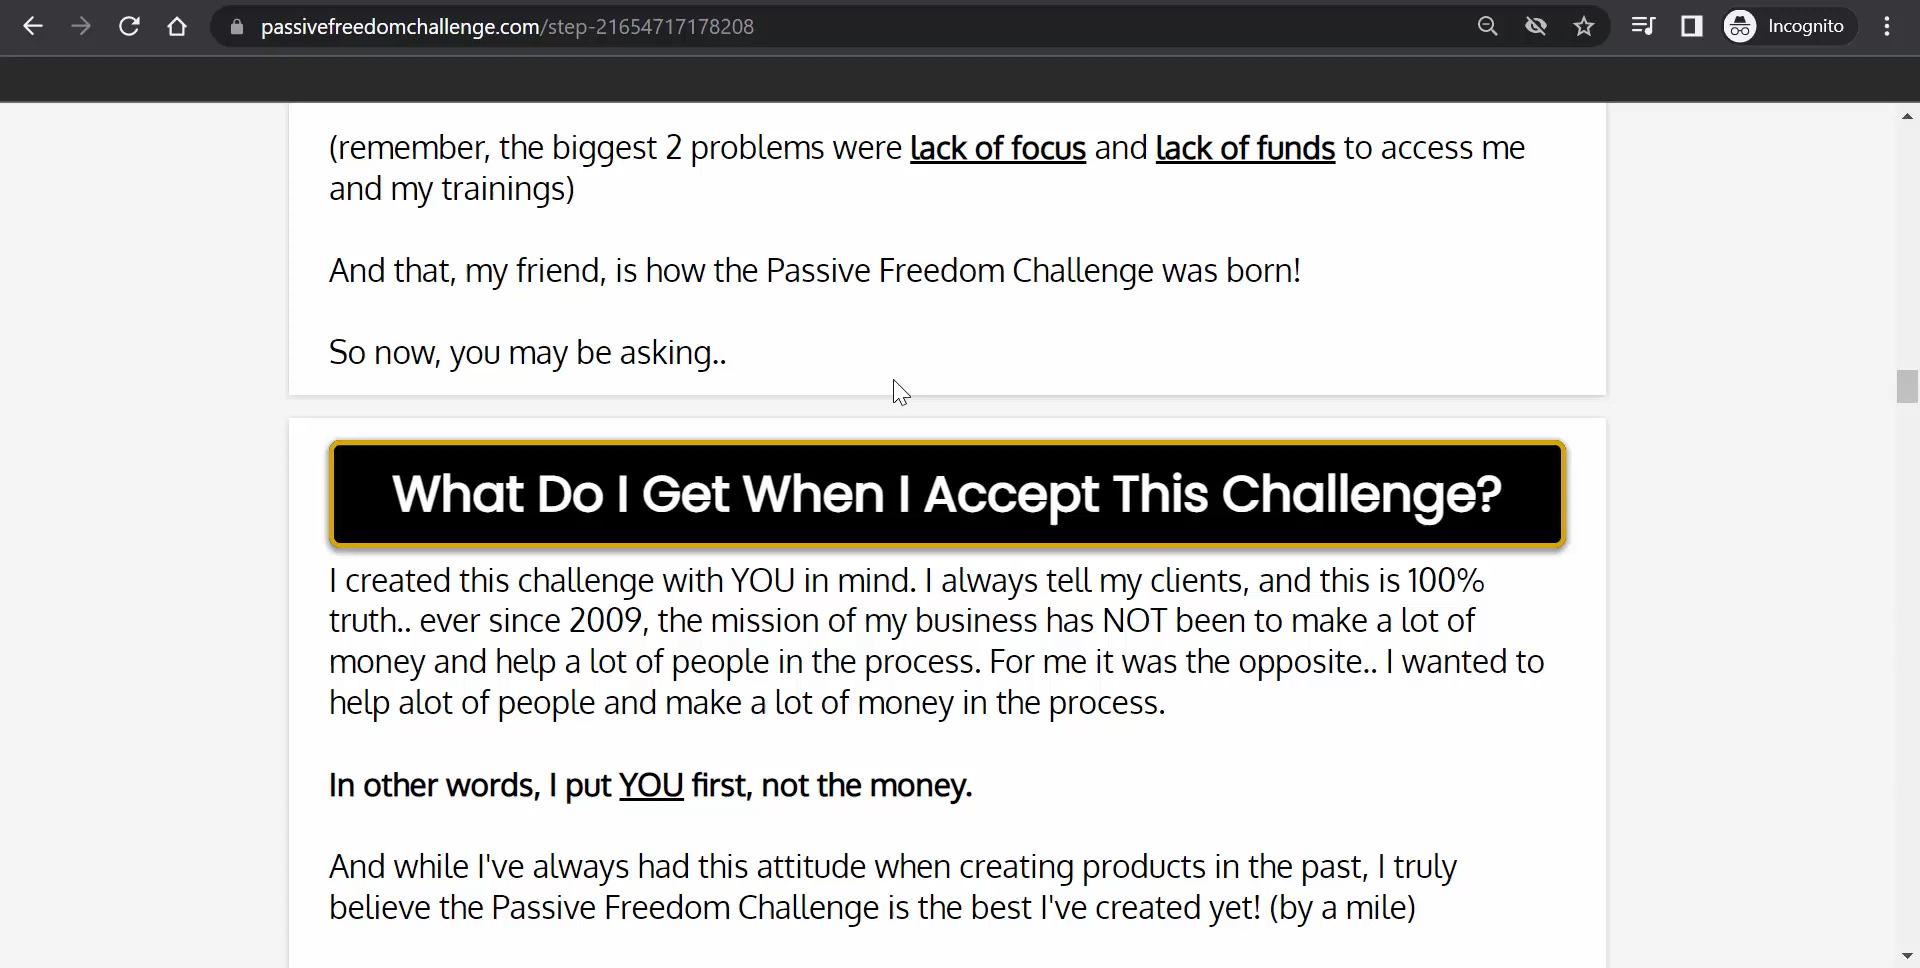 passivefreedomchallenge.com/step-21654717178208
Incognito
(remember, the biggest 2 problems were lack of focus and lack of funds to access me
and my trainings)
And that, my friend, is how the Passive Freedom Challenge was born!
So now, you may be asking..
What Do I Get When I Accept This Challenge?
I created this challenge with YOU in mind. I always tell my clients, and this is 100%
truth.. ever since 2009, the mission of my business has NOT been to make a lot of
money and help a lot of people in the process. For me it was the opposite.. I wanted to
help alot of people and make a lot of money in the process.
In other words, I put YOU first, not the money.
And while I've always had this attitude when creating products in the past, I truly
believe the Passive Freedom Challenge is the best I've created yet! (by a mile)